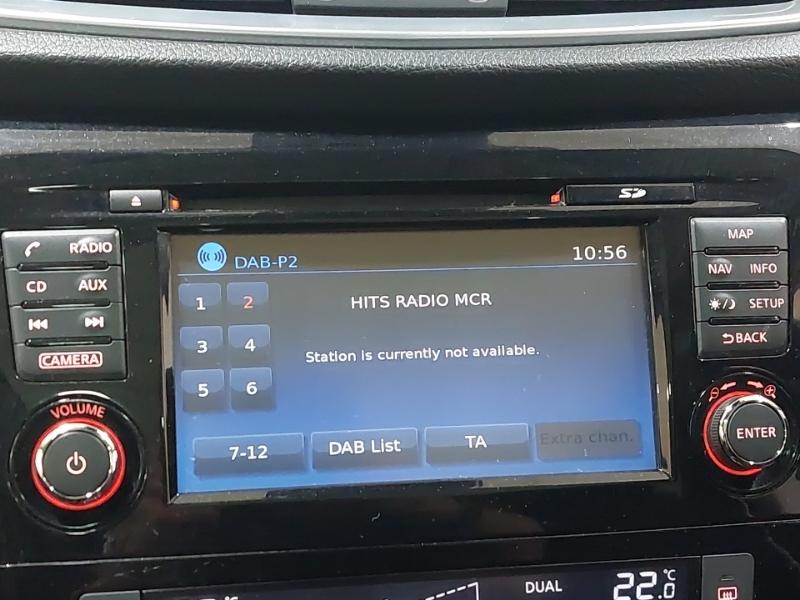 SD
RADIO
CD AUX
CAMERA
VOLUME
DAB-P2 10:56
1 2 HITS RADIO MCR
3 4 Station is currently not available.
5 6
7-12 DAB List TA Extra chan.
MAP
NAV INFO
SETUP
BACK
ENTER
DUAL 22.0 °C